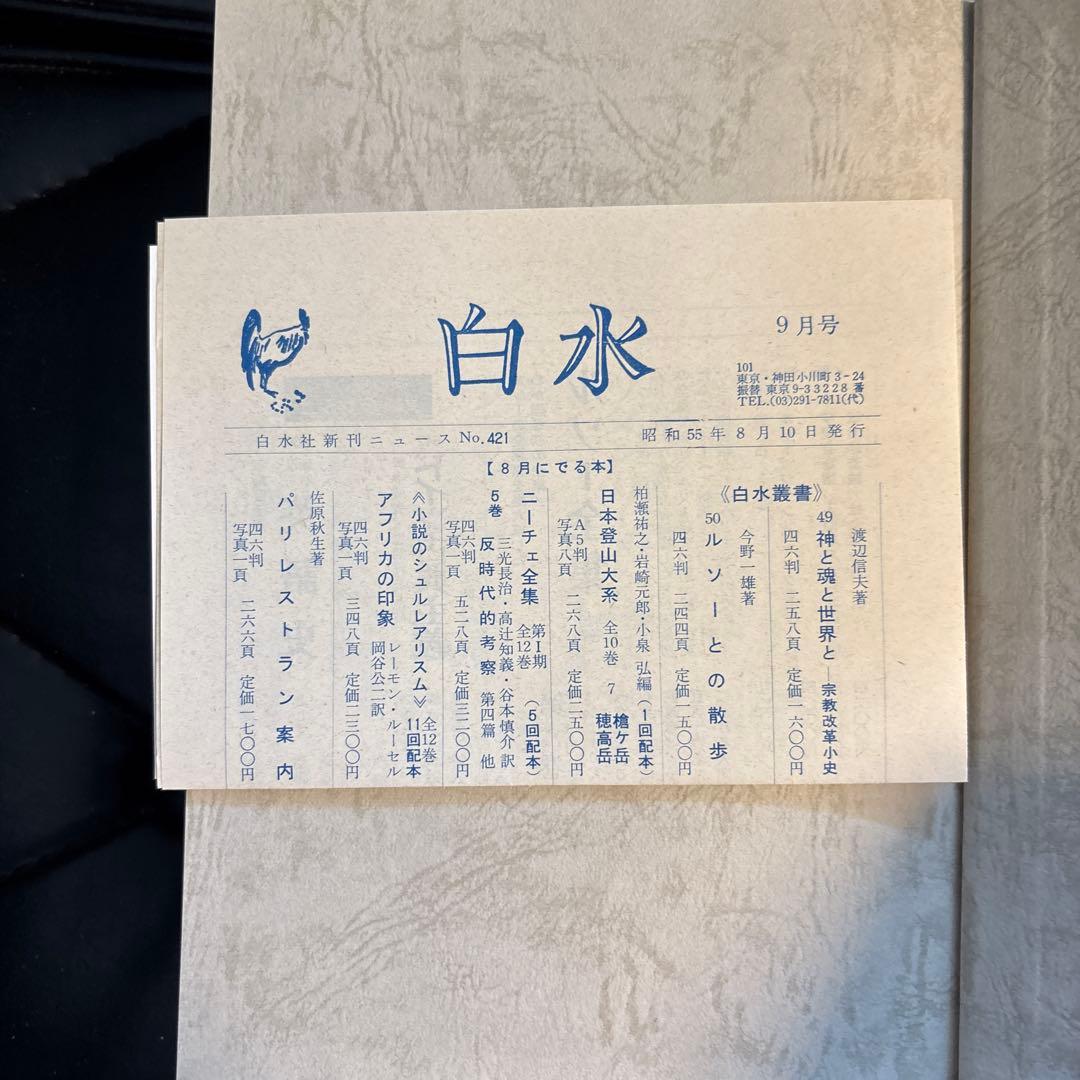 白水
9月号
101
東京・神田小川町3-24
振替 東京9-33228番
TEL.(03)291-7811(代)
白水社新刊ニュース No.421
昭和55年8月10日発行
【8月にでる本】
《白水叢書》
渡辺信夫著
49 神と魂と世界と―宗教改革小史
四六判 二五八頁 定価一六〇〇円
今野一雄著
50 ルソーとの散歩
四六判 二四四頁 定価一五〇〇円
柏瀬祐之・岩崎元郎・小泉 弘編(1回配本)
日本登山大系 全10巻 7 槍ヶ岳 穂高岳
A5判 写真八頁 二六八頁 定価二五〇〇円
ニーチェ全集 第Ⅰ期 全12巻 (5回配本)
三光長治・高辻知義・谷本慎介 訳
5巻 反時代的考察 第四篇 他
四六判 写真一頁 五二八頁 定価三二〇〇円
《小説のシュルレアリスム》全12巻 11回配本
レーモン・ルーセル
岡谷公二訳
アフリカの印象
四六判 写真一頁 三四八頁 定価二三〇〇円
佐原秋生著
パリレストラン案内
四六判 写真一頁 二六六頁 定価一七〇〇円